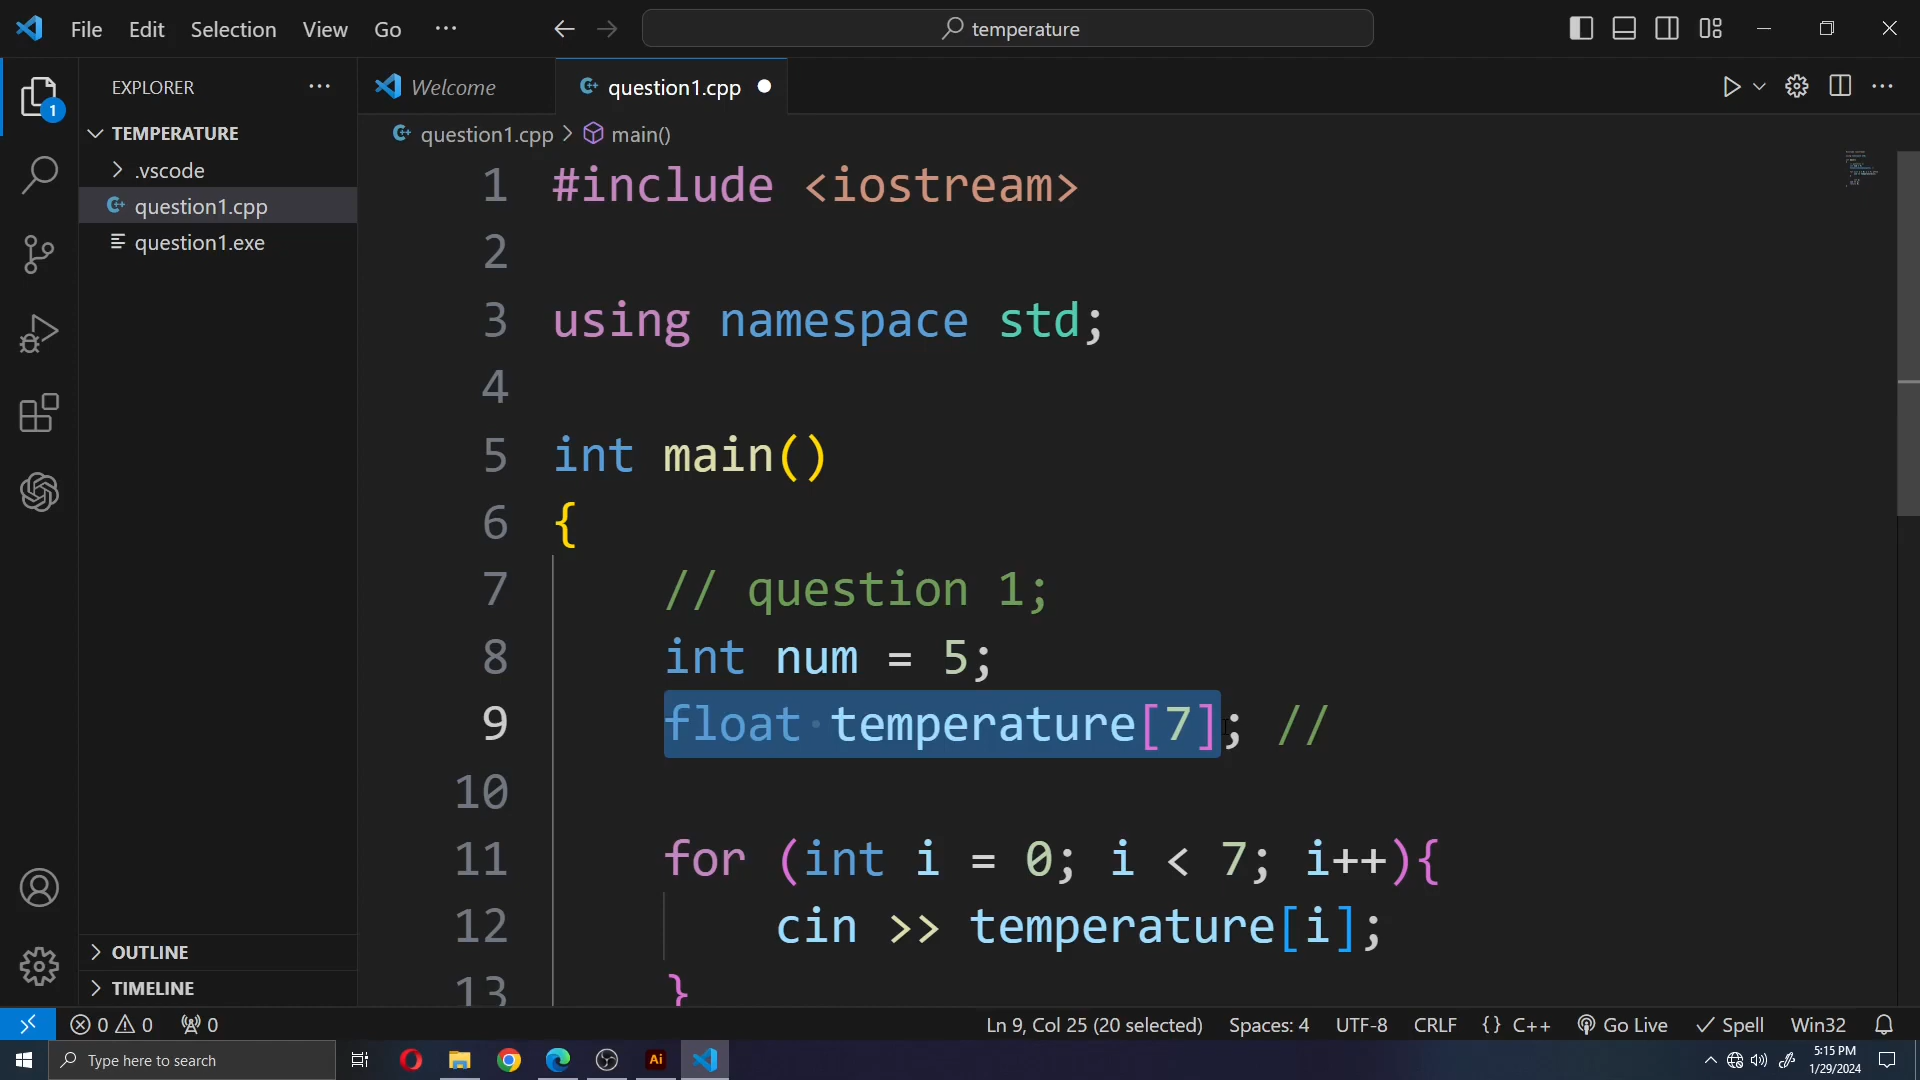 File Edit Selection View Go ··· temperature
EXPLORER ··· Welcome question1.cpp
TEMPERATURE
question1.cpp > main()
.vscode
question1.cpp
question1.exe
1
1 #include <iostream>
2
3 using namespace std;
4
5 int main()
6 {
7 // question 1;
8 int num = 5;
9 float temperature[7]; //
10
11 for (int i = 0; i < 7; i++){
12 cin >> temperature[i];
13 }
OUTLINE
TIMELINE
0 0 0 Ln 9, Col 25 (20 selected) Spaces: 4 UTF-8 CRLF {} C++ Go Live Spell Win32
Type here to search Ai 5:15 PM
1/29/2024